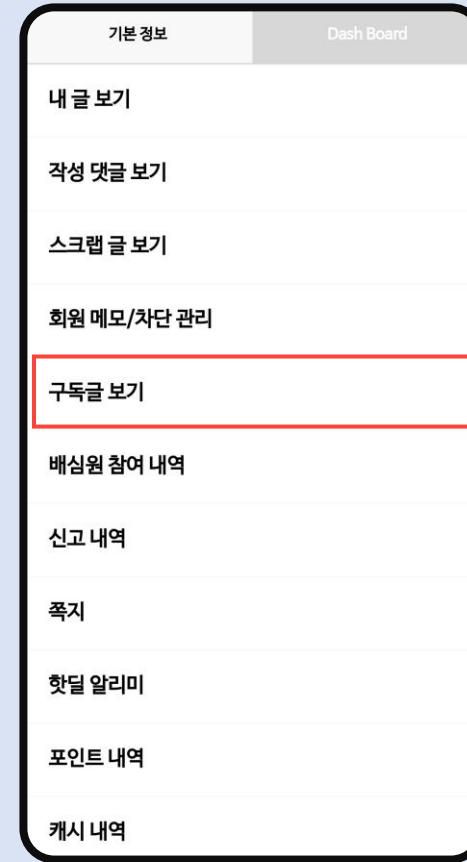 기본 정보
Dash Board
내 글 보기
작성 댓글 보기
스크랩 글 보기
회원 메모/차단 관리
구독글 보기
배심원 참여 내역
신고 내역
쪽지
핫딜 알리미
포인트 내역
캐시 내역